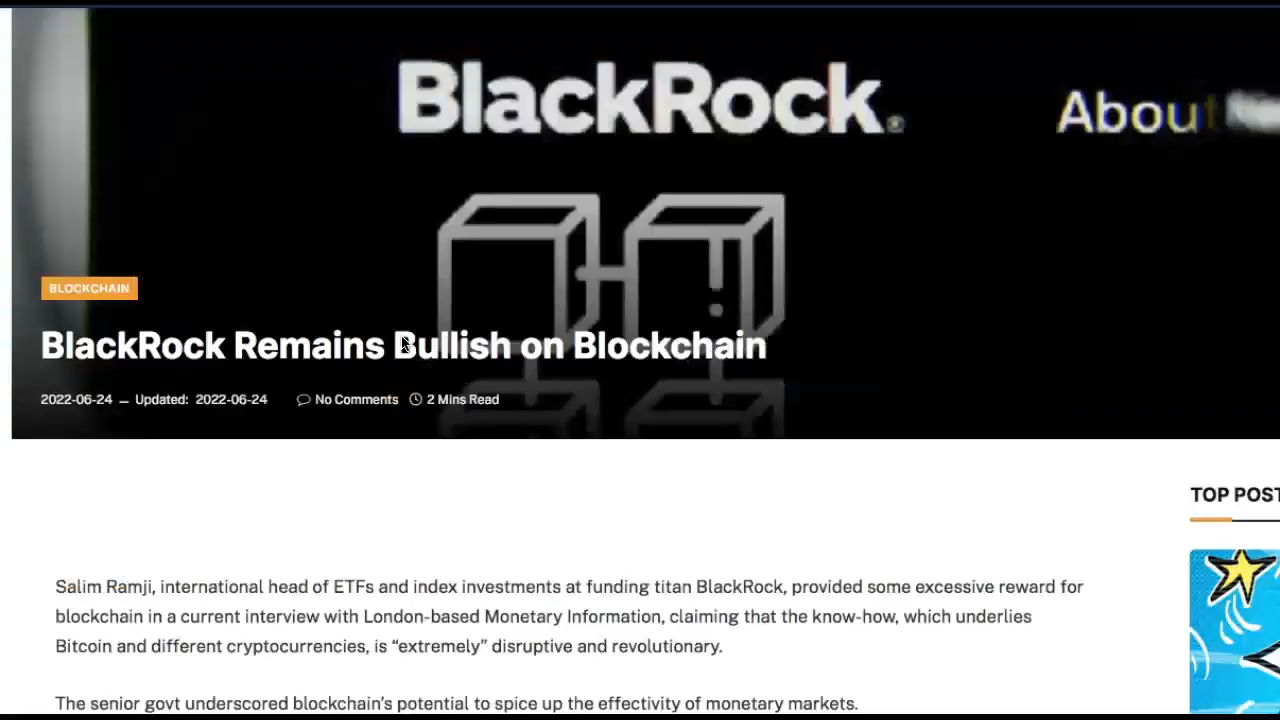 BlackRock®
About
BLOCKCHAIN
BlackRock Remains Bullish on Blockchain
2022-06-24 — Updated: 2022-06-24 No Comments 2 Mins Read
TOP POST
Salim Ramji, international head of ETFs and index investments at funding titan BlackRock, provided some excessive reward for
blockchain in a current interview with London-based Monetary Information, claiming that the know-how, which underlies
Bitcoin and different cryptocurrencies, is “extremely” disruptive and revolutionary.
The senior govt underscored blockchain’s potential to spice up the effectivity of monetary markets.